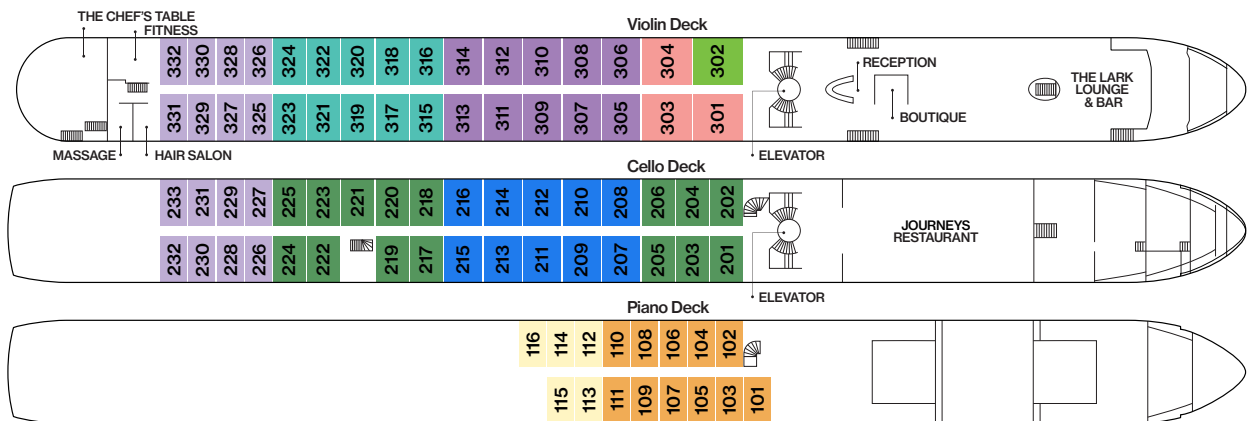 THE CHEF'S TABLE
FITNESS
Violin Deck
332 330 328 326 324 322 320 318 316 314 312 310 308 306 304 302
RECEPTION
THE LARK
LOUNGE
& BAR
BOUTIQUE
331 329 327 325 323 321 319 317 315 313 311 309 307 305 303 301
MASSAGE
HAIR SALON
ELEVATOR
Cello Deck
233 231 229 227 225 223 221 220 218 216 214 212 210 208 206 204 202
JOURNEYS
RESTAURANT
232 230 228 226 224 222 219 217 215 213 211 209 207 205 203 201
ELEVATOR
Piano Deck
116 114 112 110 108 106 104 102
115 113 111 109 107 105 103 101